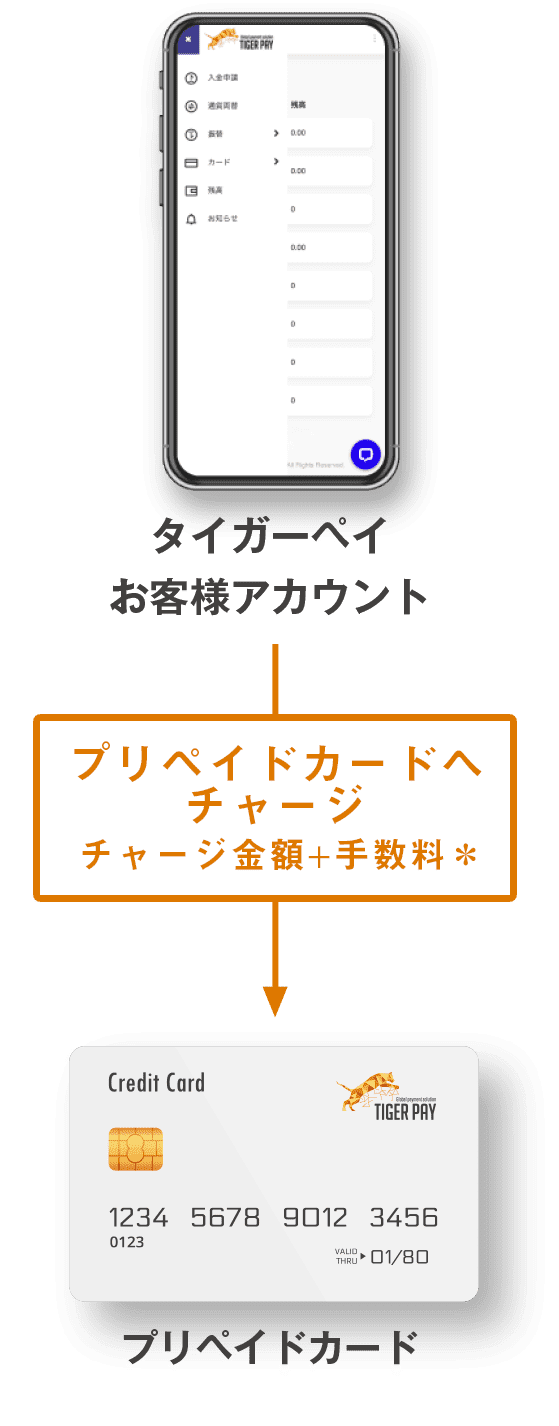 Global payment solution
TIGER PAY
入金申請
通貨両替
残高
振替
0.00
カード
0.00
残高
0
お知らせ
0.00
0
0
0
0
All Rights Reserved.
タイガーペイ
お客様アカウント
プリペイドカードへ
チャージ
チャージ金額+手数料＊
Credit Card
Global payment solution
TIGER PAY
1234 5678 9012 3456
0123
VALID
THRU
01/80
プリペイドカード